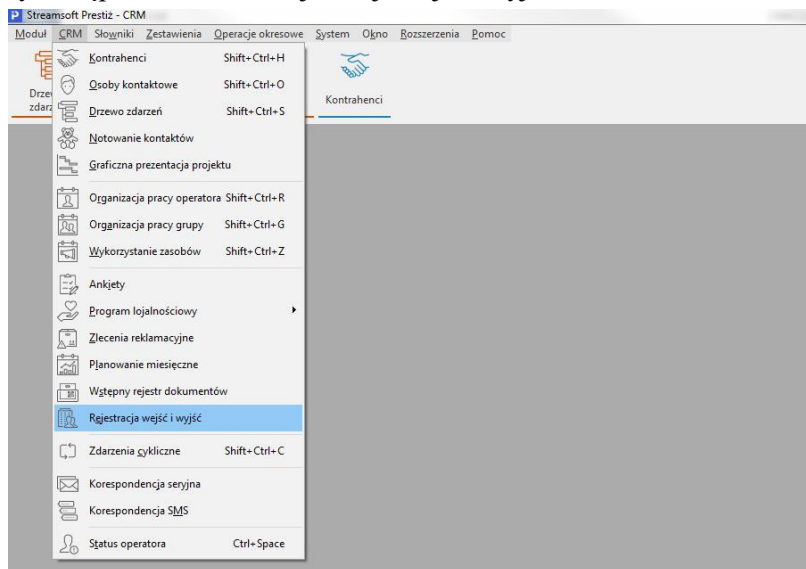 Streamsoft Prestiż - CRM
Moduł CRM Słowniki Zestawienia Operacje okresowe System Okno Rozszerzenia Pomoc
Kontrahenci Shift+Ctrl+H
Osoby kontaktowe Shift+Ctrl+O
Kontrahenci
Drzewo zdarzeń Shift+Ctrl+S
Notowanie kontaktów
Graficzna prezentacja projektu
Organizacja pracy operatora Shift+Ctrl+R
Organizacja pracy grupy Shift+Ctrl+G
Wykorzystanie zasobów Shift+Ctrl+Z
Ankiety
Program lojalnościowy
Zlecenia reklamacyjne
Planowanie miesięczne
Wstępny rejestr dokumentów
Rejestracja wejść i wyjść
Zdarzenia cykliczne Shift+Ctrl+C
Korespondencja seryjna
Korespondencja SMS
Status operatora Ctrl+Space